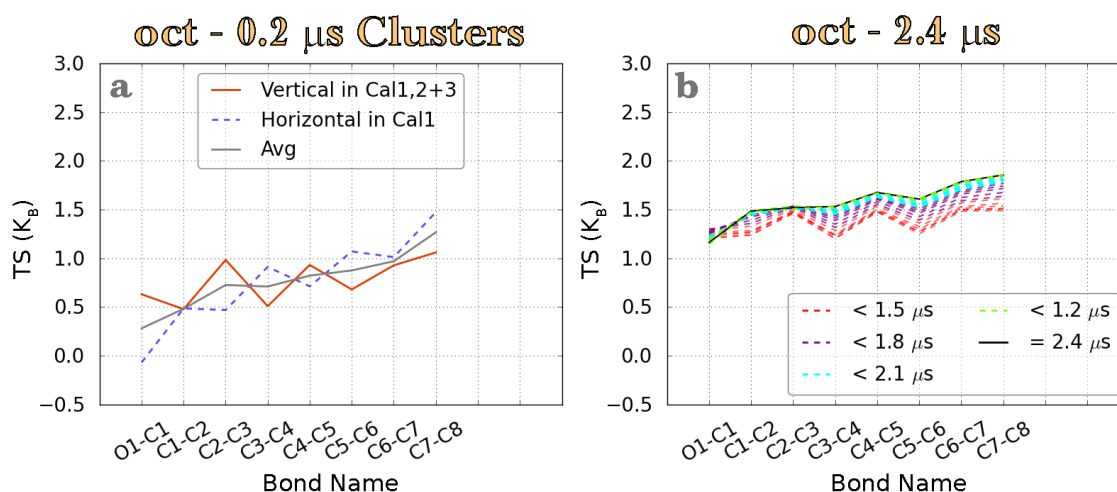 oct - 0.2 μs Clusters
a
Vertical in Cal1,2+3
Horizontal in Cal1
Avg
3.0
2.5
2.0
1.5
1.0
0.5
0.0
−0.5
TS (K_B)
O1-C1
C1-C2
C2-C3
C3-C4
C4-C5
C5-C6
C6-C7
C7-C8
Bond Name
oct - 2.4 μs
b
3.0
2.5
2.0
1.5
1.0
0.5
0.0
−0.5
TS (K_B)
< 1.5 μs
< 1.8 μs
< 2.1 μs
< 1.2 μs
= 2.4 μs
O1-C1
C1-C2
C2-C3
C3-C4
C4-C5
C5-C6
C6-C7
C7-C8
Bond Name